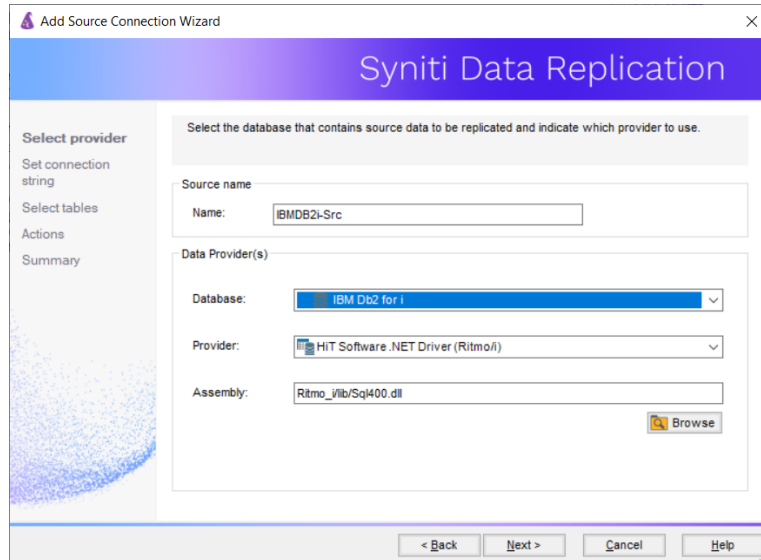 Add Source Connection Wizard
Syniti Data Replication
Select provider
Set connection
string
Select tables
Actions
Summary
Select the database that contains source data to be replicated and indicate which provider to use.
Source name
Name:
IBMDB2i-Src
Data Provider(s)
Database:
IBM Db2 for i
Provider:
HiT Software .NET Driver (Ritmo/i)
Assembly:
Ritmo_i/lib/Sql400.dll
Browse
< Back
Next >
Cancel
Help